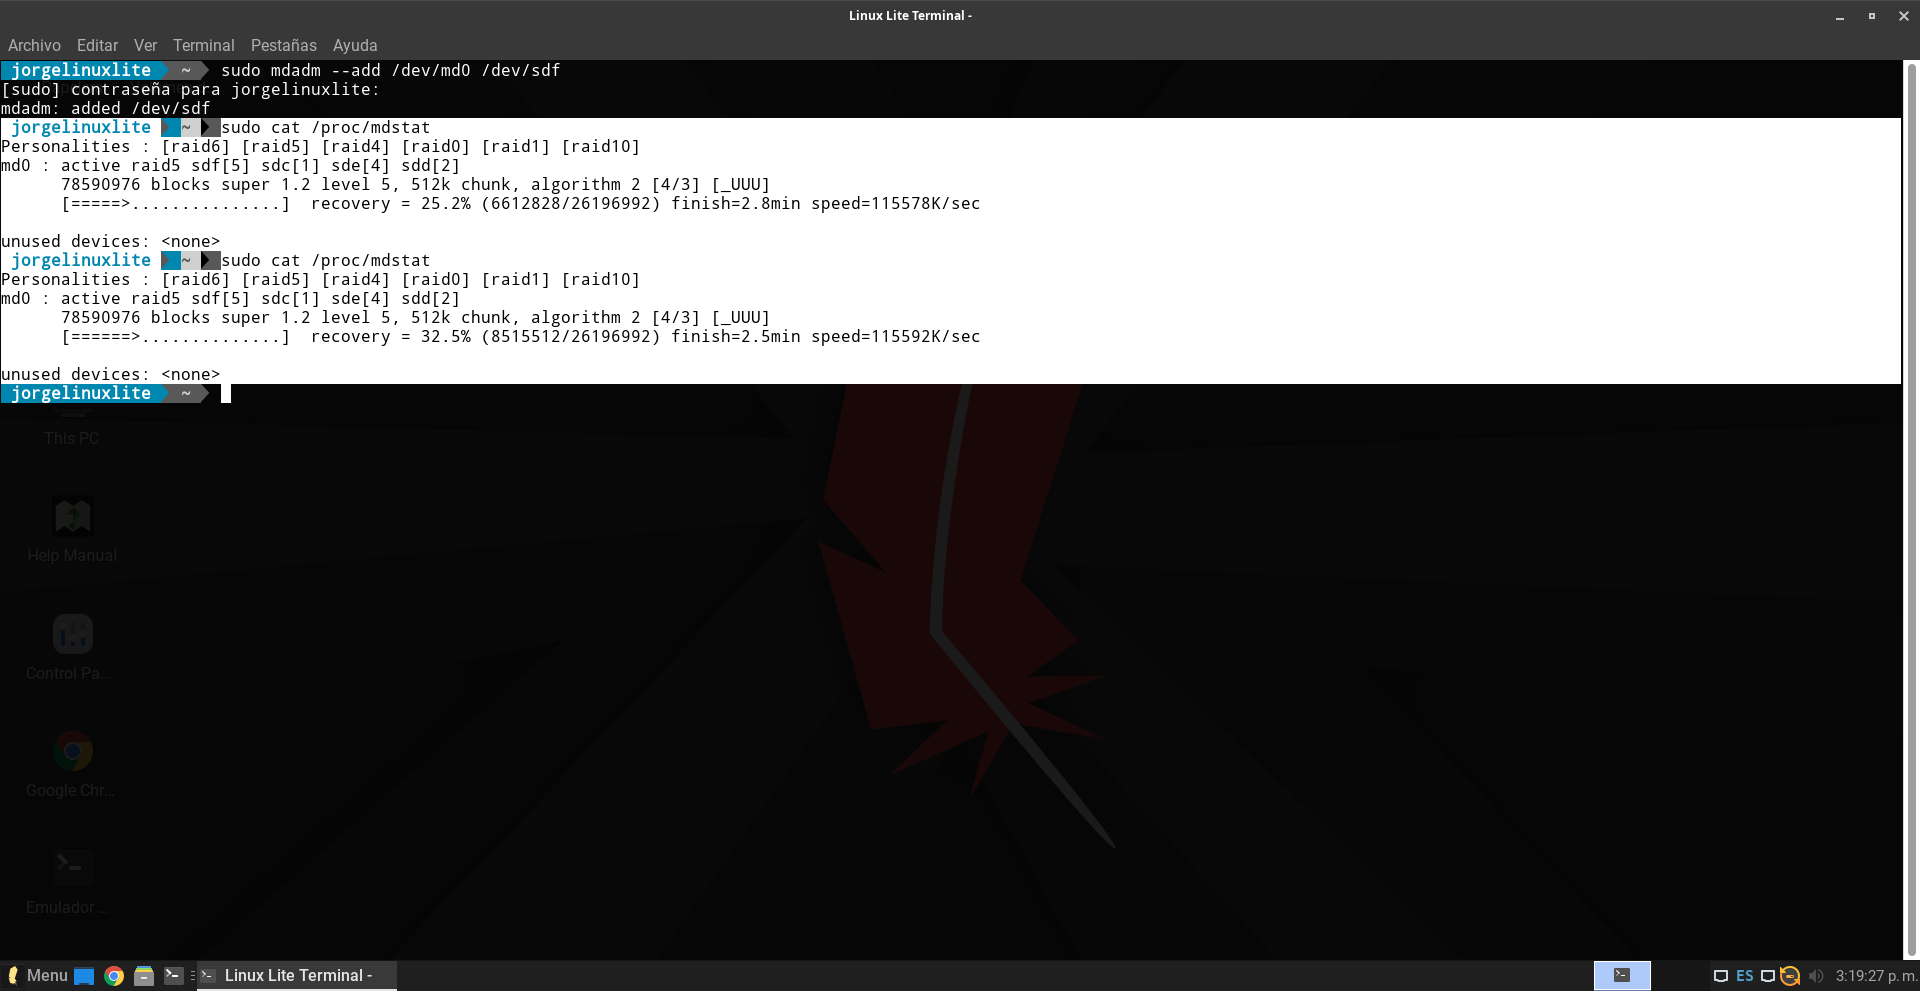 Linux Lite Terminal -
Archivo Editar Ver Terminal Pestañas Ayuda
jorgelinuxlite ~ sudo mdadm --add /dev/md0 /dev/sdf
[sudo] contraseña para jorgelinuxlite:
mdadm: added /dev/sdf
jorgelinuxlite ~ sudo cat /proc/mdstat
Personalities : [raid6] [raid5] [raid4] [raid0] [raid1] [raid10]
md0 : active raid5 sdf[5] sdc[1] sde[4] sdd[2]
78590976 blocks super 1.2 level 5, 512k chunk, algorithm 2 [4/3] [_UUU]
[=====>...............]  recovery = 25.2% (6612828/26196992) finish=2.8min speed=115578K/sec
unused devices: <none>
jorgelinuxlite ~ sudo cat /proc/mdstat
Personalities : [raid6] [raid5] [raid4] [raid0] [raid1] [raid10]
md0 : active raid5 sdf[5] sdc[1] sde[4] sdd[2]
78590976 blocks super 1.2 level 5, 512k chunk, algorithm 2 [4/3] [_UUU]
[======>..............]  recovery = 32.5% (8515512/26196992) finish=2.5min speed=115592K/sec
unused devices: <none>
jorgelinuxlite ~
This PC
Help Manual
Control Pa...
Google Chr...
Emulador ...
Menu
Linux Lite Terminal -
ES
3:19:27 p. m.